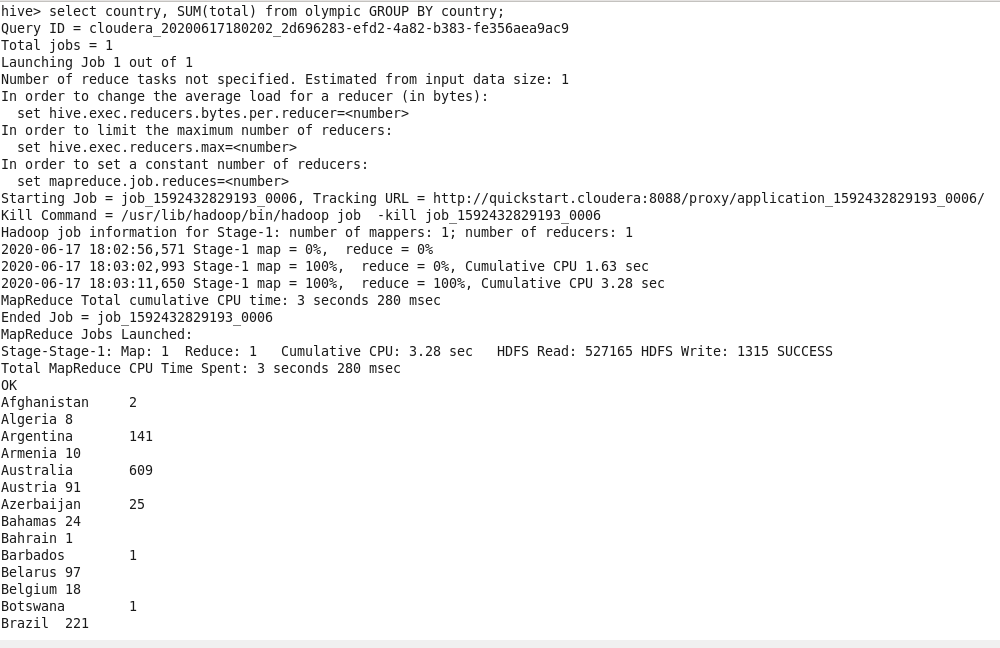 hive> select country, SUM(total) from olympic GROUP BY country;
Query ID = cloudera_20200617180202_2d696283-efd2-4a82-b383-fe356aea9ac9
Total jobs = 1
Launching Job 1 out of 1
Number of reduce tasks not specified. Estimated from input data size: 1
In order to change the average load for a reducer (in bytes):
  set hive.exec.reducers.bytes.per.reducer=<number>
In order to limit the maximum number of reducers:
  set hive.exec.reducers.max=<number>
In order to set a constant number of reducers:
  set mapreduce.job.reduces=<number>
Starting Job = job_1592432829193_0006, Tracking URL = http://quickstart.cloudera:8088/proxy/application_1592432829193_0006/
Kill Command = /usr/lib/hadoop/bin/hadoop job  -kill job_1592432829193_0006
Hadoop job information for Stage-1: number of mappers: 1; number of reducers: 1
2020-06-17 18:02:56,571 Stage-1 map = 0%,  reduce = 0%
2020-06-17 18:03:02,993 Stage-1 map = 100%,  reduce = 0%, Cumulative CPU 1.63 sec
2020-06-17 18:03:11,650 Stage-1 map = 100%,  reduce = 100%, Cumulative CPU 3.28 sec
MapReduce Total cumulative CPU time: 3 seconds 280 msec
Ended Job = job_1592432829193_0006
MapReduce Jobs Launched:
Stage-Stage-1: Map: 1  Reduce: 1   Cumulative CPU: 3.28 sec   HDFS Read: 527165 HDFS Write: 1315 SUCCESS
Total MapReduce CPU Time Spent: 3 seconds 280 msec
OK
Afghanistan     2
Algeria 8
Argentina       141
Armenia 10
Australia       609
Austria 91
Azerbaijan      25
Bahamas 24
Bahrain 1
Barbados        1
Belarus 97
Belgium 18
Botswana        1
Brazil  221